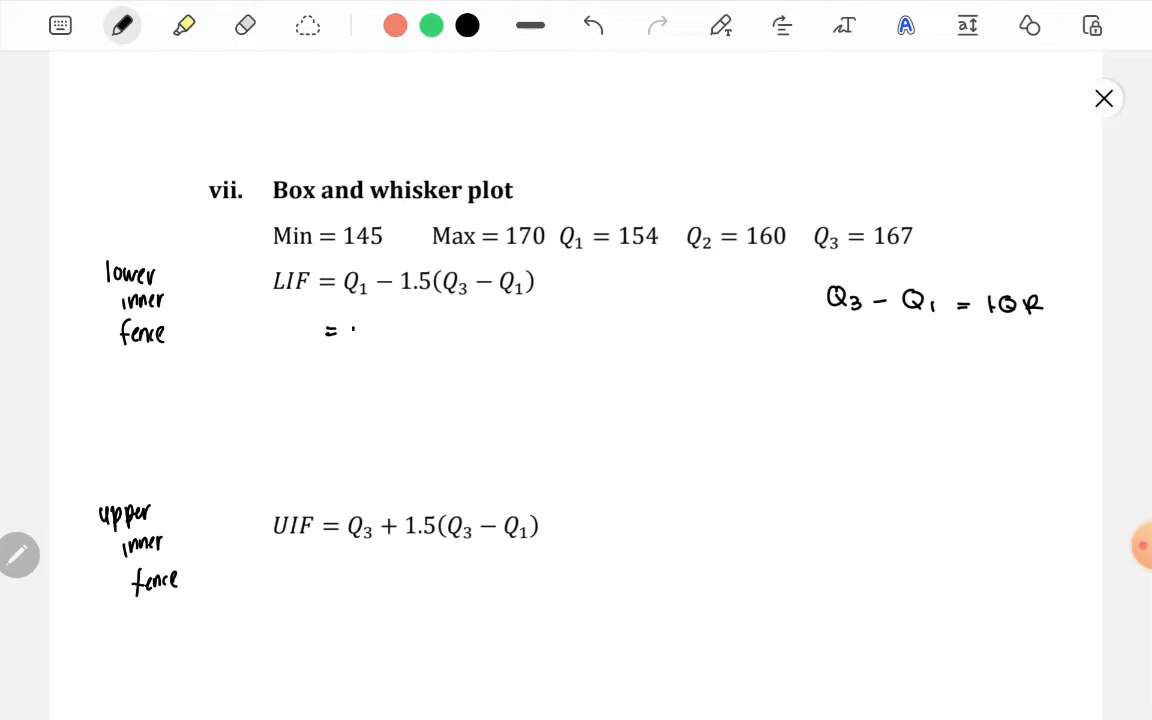 vii. Box and whisker plot
Min = 145 Max = 170 Q₁ = 154 Q₂ = 160 Q₃ = 167
lower
inner
fence
LIF = Q₁ − 1.5(Q₃ − Q₁)
Q₃ − Q₁ = IQR
=
upper
inner
fence
UIF = Q₃ + 1.5(Q₃ − Q₁)